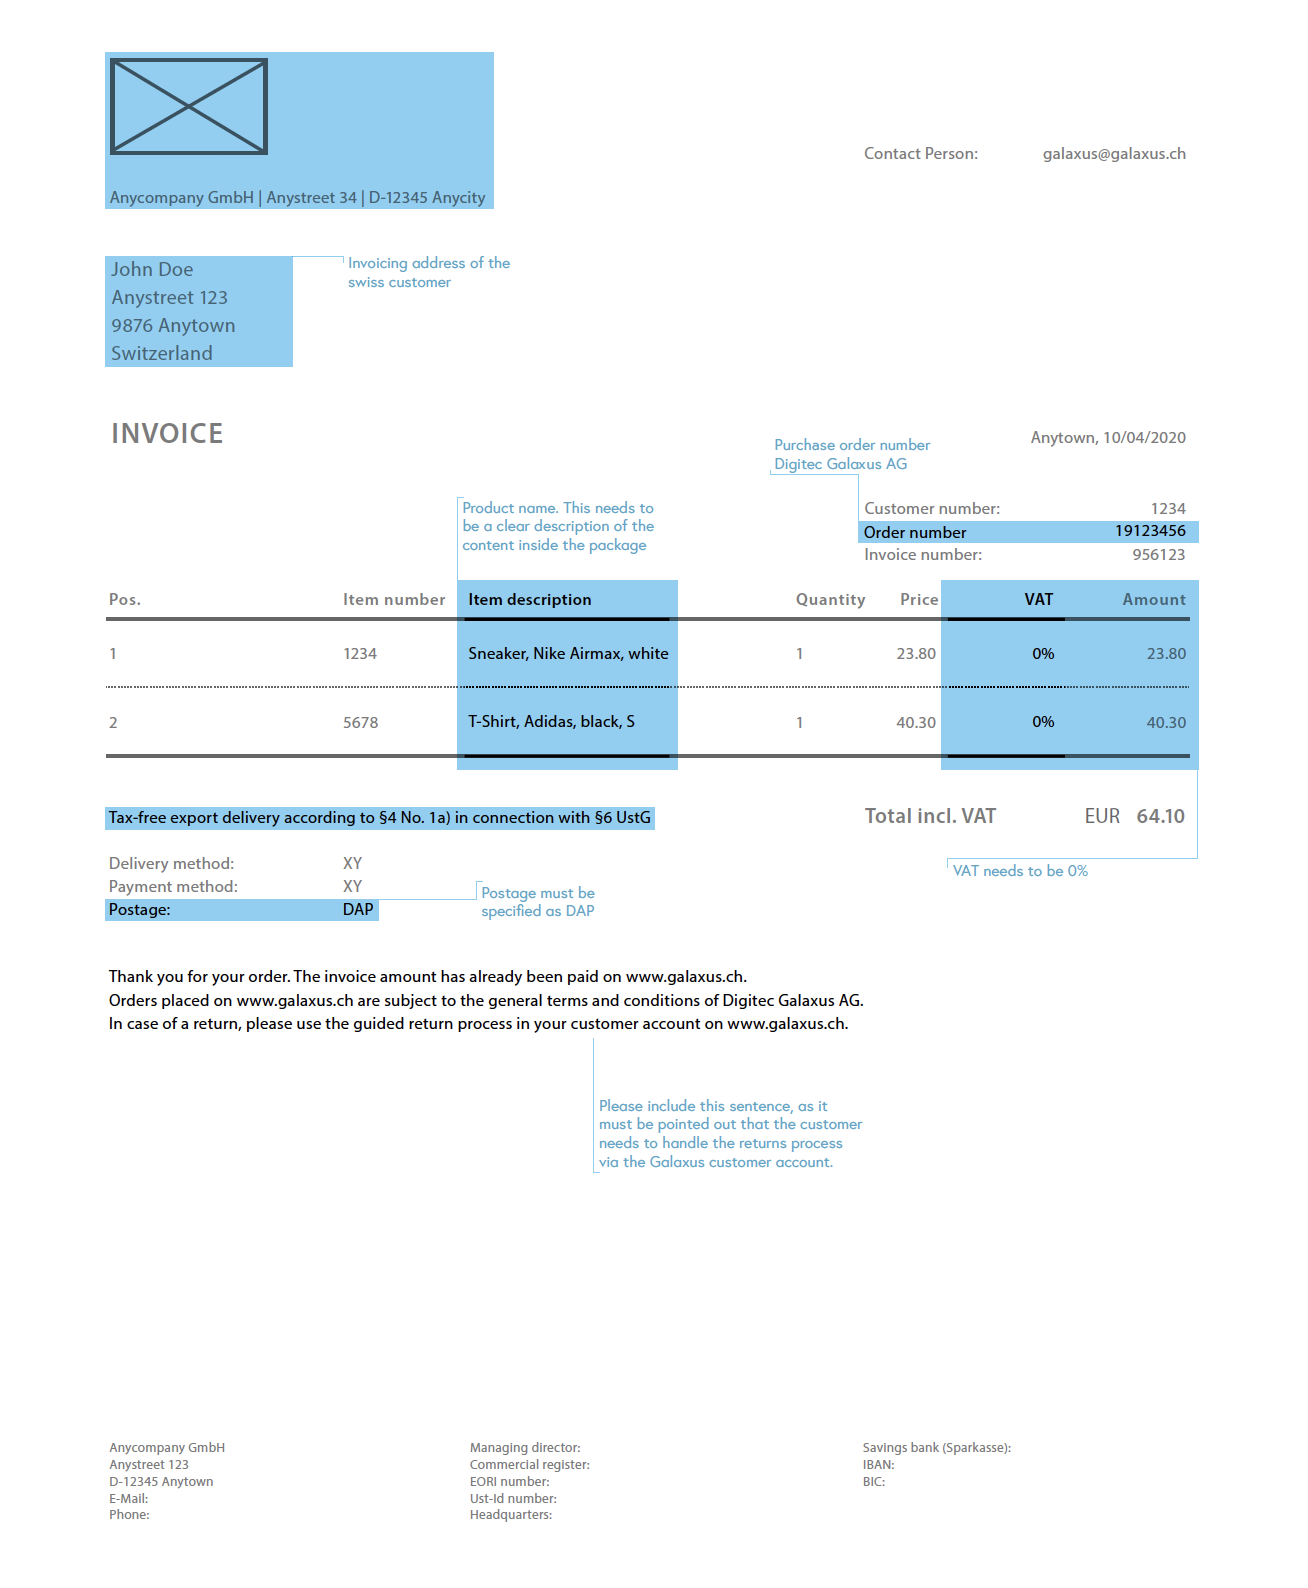 Contact Person: galaxus@galaxus.ch
Anycompany GmbH | Anystreet 34 | D-12345 Anycity
John Doe
Anystreet 123
9876 Anytown
Switzerland
Invoicing address of the
swiss customer
INVOICE
Anytown, 10/04/2020
Purchase order number
Digitec Galaxus AG
Product name. This needs to
be a clear description of the
content inside the package
Customer number: 1234
Order number 19123456
Invoice number: 956123
Pos. Item number Item description Quantity Price VAT Amount
1 1234 Sneaker, Nike Airmax, white 1 23.80 0% 23.80
2 5678 T-Shirt, Adidas, black, S 1 40.30 0% 40.30
Tax-free export delivery according to §4 No. 1a) in connection with §6 UstG
Total incl. VAT EUR 64.10
VAT needs to be 0%
Delivery method: XY
Payment method: XY
Postage: DAP
Postage must be
specified as DAP
Thank you for your order. The invoice amount has already been paid on www.galaxus.ch.
Orders placed on www.galaxus.ch are subject to the general terms and conditions of Digitec Galaxus AG.
In case of a return, please use the guided return process in your customer account on www.galaxus.ch.
Please include this sentence, as it
must be pointed out that the customer
needs to handle the returns process
via the Galaxus customer account.
Anycompany GmbH
Anystreet 123
D-12345 Anytown
E-Mail:
Phone:
Managing director:
Commercial register:
EORI number:
Ust-Id number:
Headquarters:
Savings bank (Sparkasse):
IBAN:
BIC: